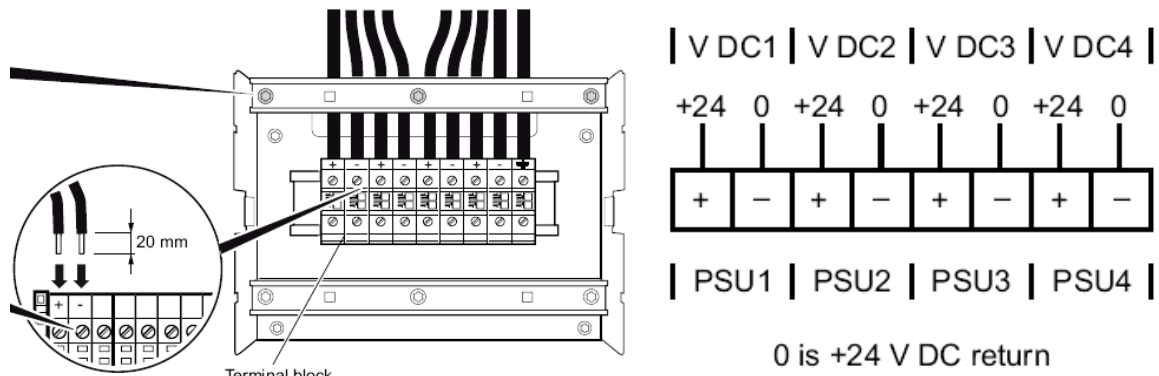 + - + - + - + -
20 mm
+ -
Terminal block
V DC1 V DC2 V DC3 V DC4
+24 0 +24 0 +24 0 +24 0
+ – + – + – + –
PSU1 PSU2 PSU3 PSU4
0 is +24 V DC return